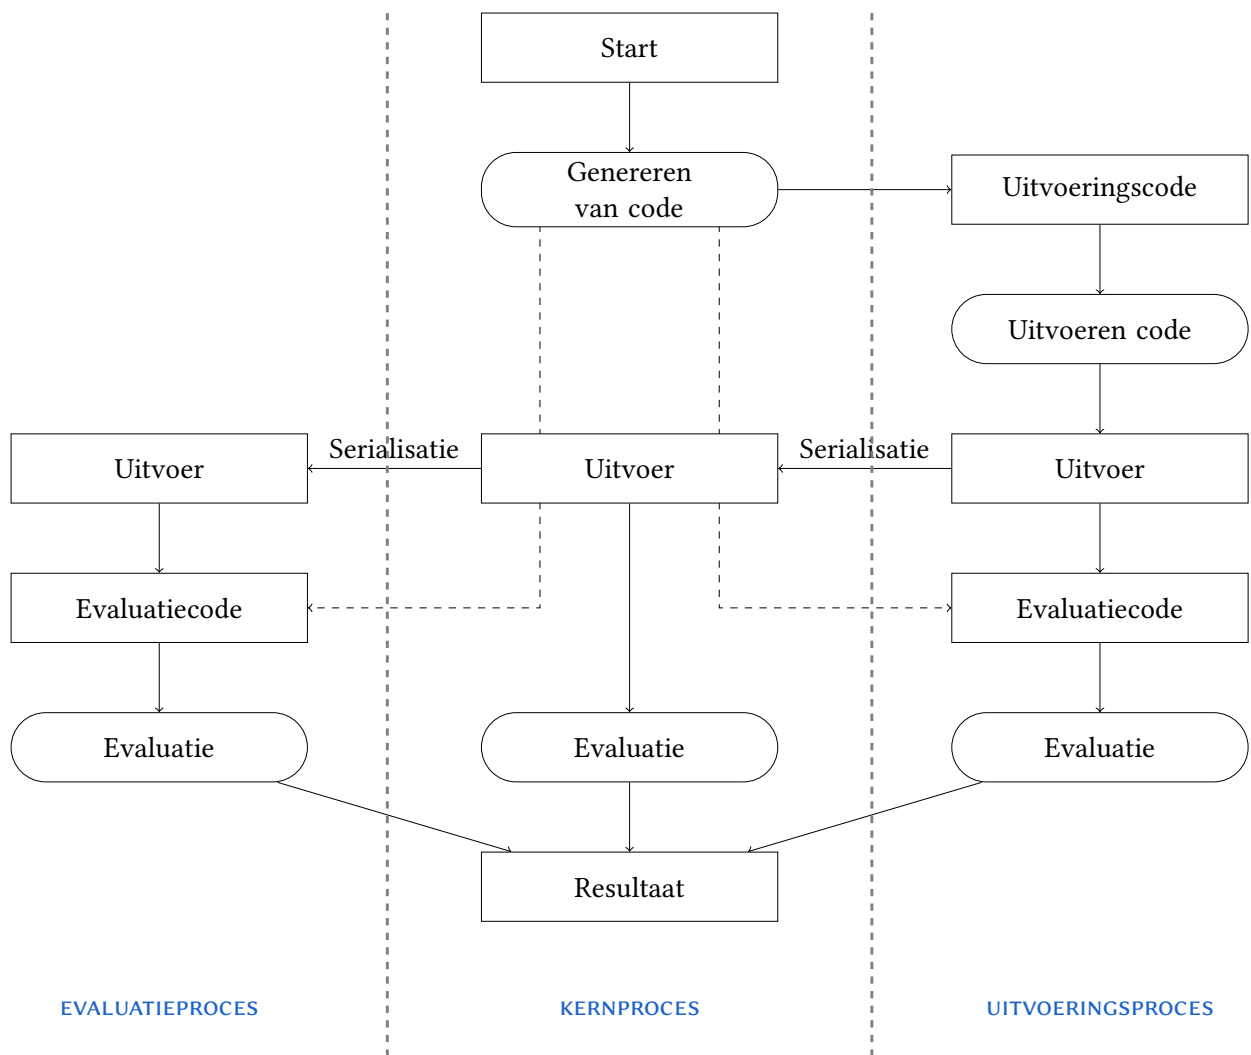 Start
Genereren
van code
Uitvoeringscode
Uitvoeren code
Serialisatie
Serialisatie
Uitvoer
Uitvoer
Uitvoer
Evaluatiecode
Evaluatiecode
Evaluatie
Evaluatie
Evaluatie
Resultaat
EVALUATIEPROCES
KERNPROCES
UITVOERINGSPROCES